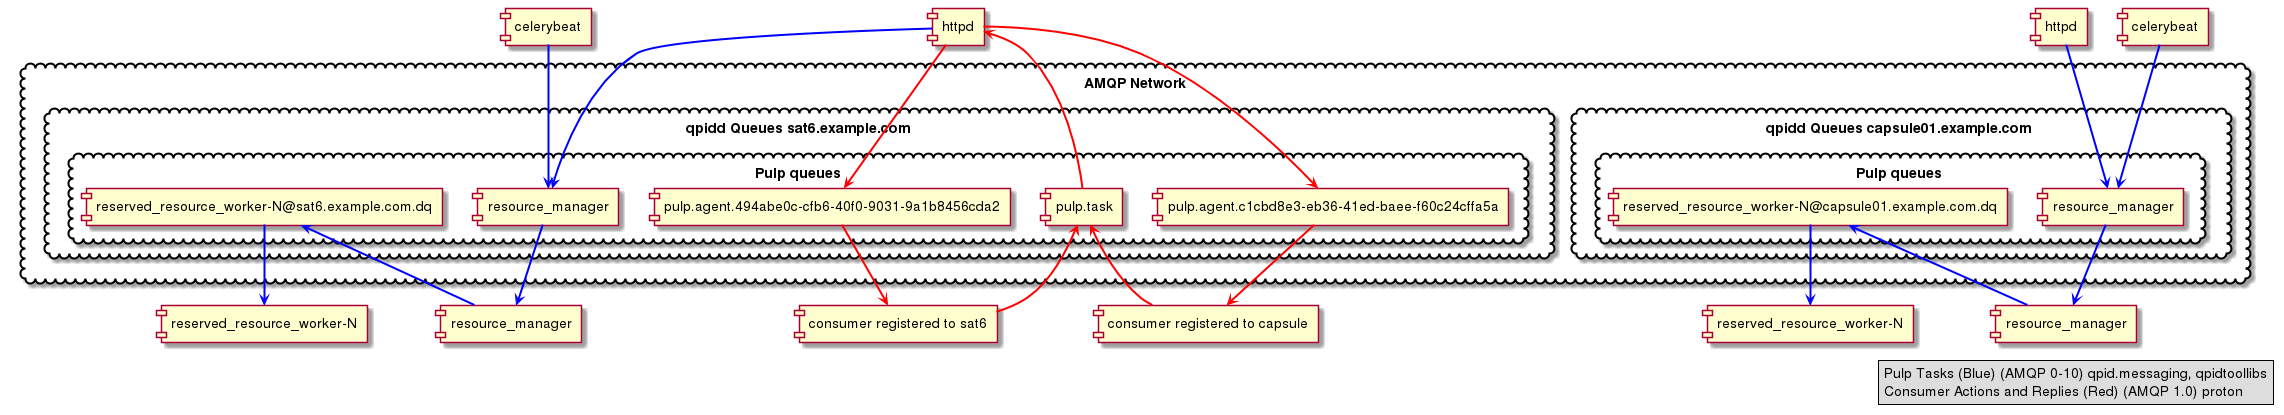 celerybeat
httpd
httpd
celerybeat
AMQP Network
qpidd Queues sat6.example.com
qpidd Queues capsule01.example.com
Pulp queues
Pulp queues
reserved_resource_worker-N@sat6.example.com.dq
resource_manager
pulp.agent.494abe0c-cfb6-40f0-9031-9a1b8456cda2
pulp.task
pulp.agent.c1cbd8e3-eb36-41ed-baee-f60c24cffa5a
reserved_resource_worker-N@capsule01.example.com.dq
resource_manager
reserved_resource_worker-N
resource_manager
consumer registered to sat6
consumer registered to capsule
reserved_resource_worker-N
resource_manager
Pulp Tasks (Blue) (AMQP 0-10) qpid.messaging, qpidtoollibs
Consumer Actions and Replies (Red) (AMQP 1.0) proton